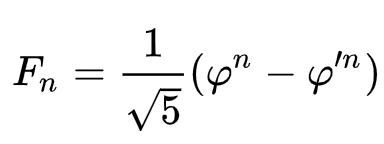 $F_n = \frac{1}{\sqrt{5}}(\varphi^n - \varphi'^n)$